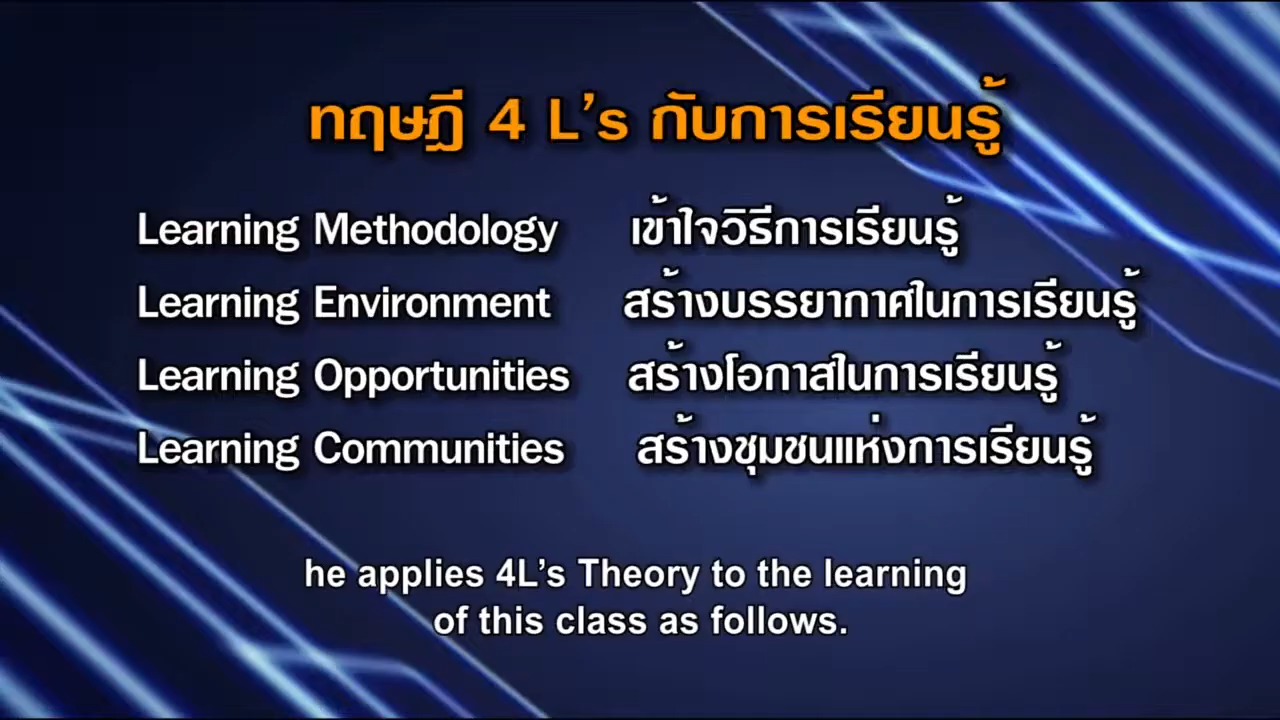 ทฤษฎี 4 L's กับการเรียนรู้
Learning Methodology เข้าใจวิธีการเรียนรู้
Learning Environment สร้างบรรยากาศในการเรียนรู้
Learning Opportunities สร้างโอกาสในการเรียนรู้
Learning Communities สร้างชุมชนแห่งการเรียนรู้
he applies 4L's Theory to the learning
of this class as follows.